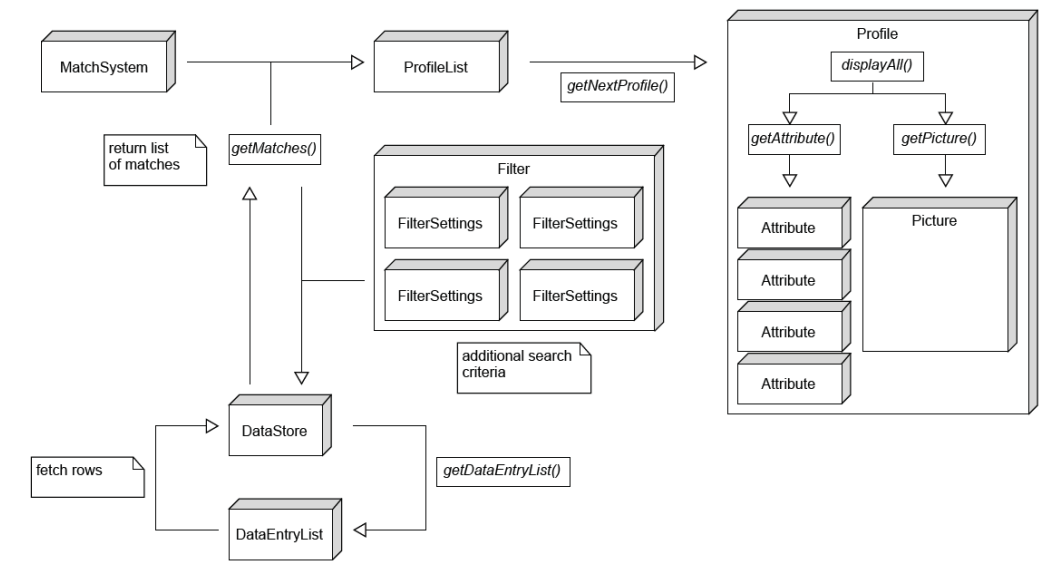 MatchSystem
ProfileList
getNextProfile()
Profile
displayAll()
getAttribute()
getPicture()
Attribute
Attribute
Attribute
Attribute
Picture
return list
of matches
getMatches()
Filter
FilterSettings
FilterSettings
FilterSettings
FilterSettings
additional search
criteria
DataStore
fetch rows
getDataEntryList()
DataEntryList